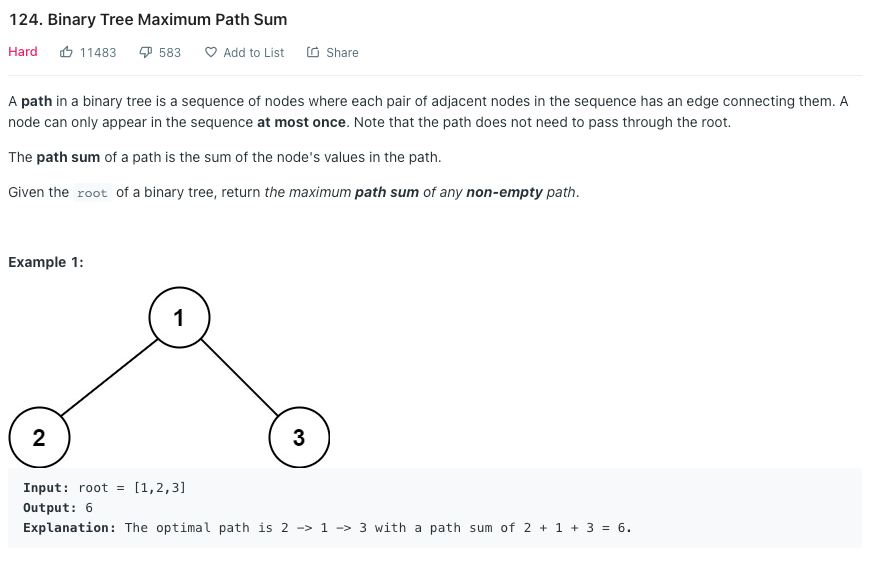 124. Binary Tree Maximum Path Sum
Hard 11483 583 Add to List Share
A path in a binary tree is a sequence of nodes where each pair of adjacent nodes in the sequence has an edge connecting them. A
node can only appear in the sequence at most once. Note that the path does not need to pass through the root.
The path sum of a path is the sum of the node's values in the path.
Given the root of a binary tree, return the maximum path sum of any non-empty path.
Example 1:
1
2 3
Input: root = [1,2,3]
Output: 6
Explanation: The optimal path is 2 -> 1 -> 3 with a path sum of 2 + 1 + 3 = 6.